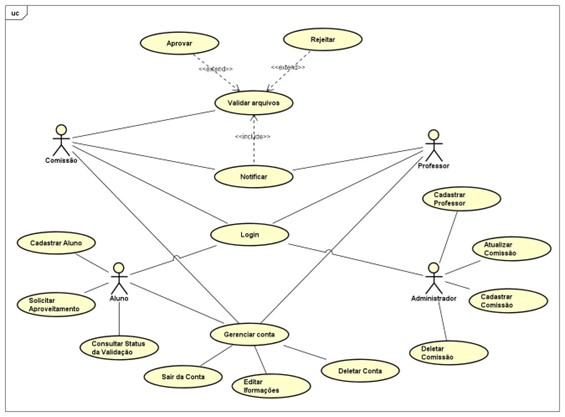 uc
Aprovar
Rejeitar
<<extend>>
<<extend>>
Validar arquivos
<<include>>
Comissão
Professor
Notificar
Cadastrar
Professor
Login
Cadastrar Aluno
Atualizar
Comissão
Aluno
Administrador
Solicitar
Aproveitamento
Cadastrar
Comissão
Gerenciar conta
Consultar Status
da Validação
Deletar
Comissão
Sair da Conta
Editar
Iformações
Deletar Conta